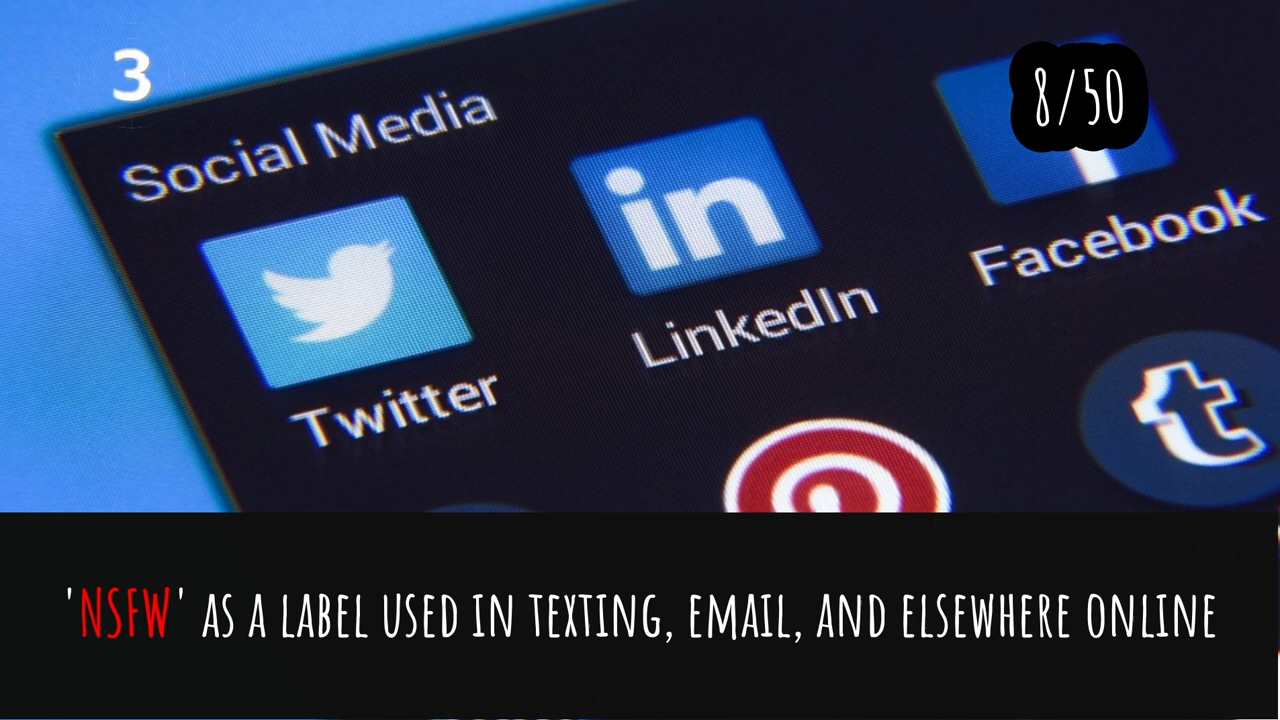 3
8/50
Social Media
Twitter
LinkedIn
Facebook
'NSFW' AS A LABEL USED IN TEXTING, EMAIL, AND ELSEWHERE ONLINE